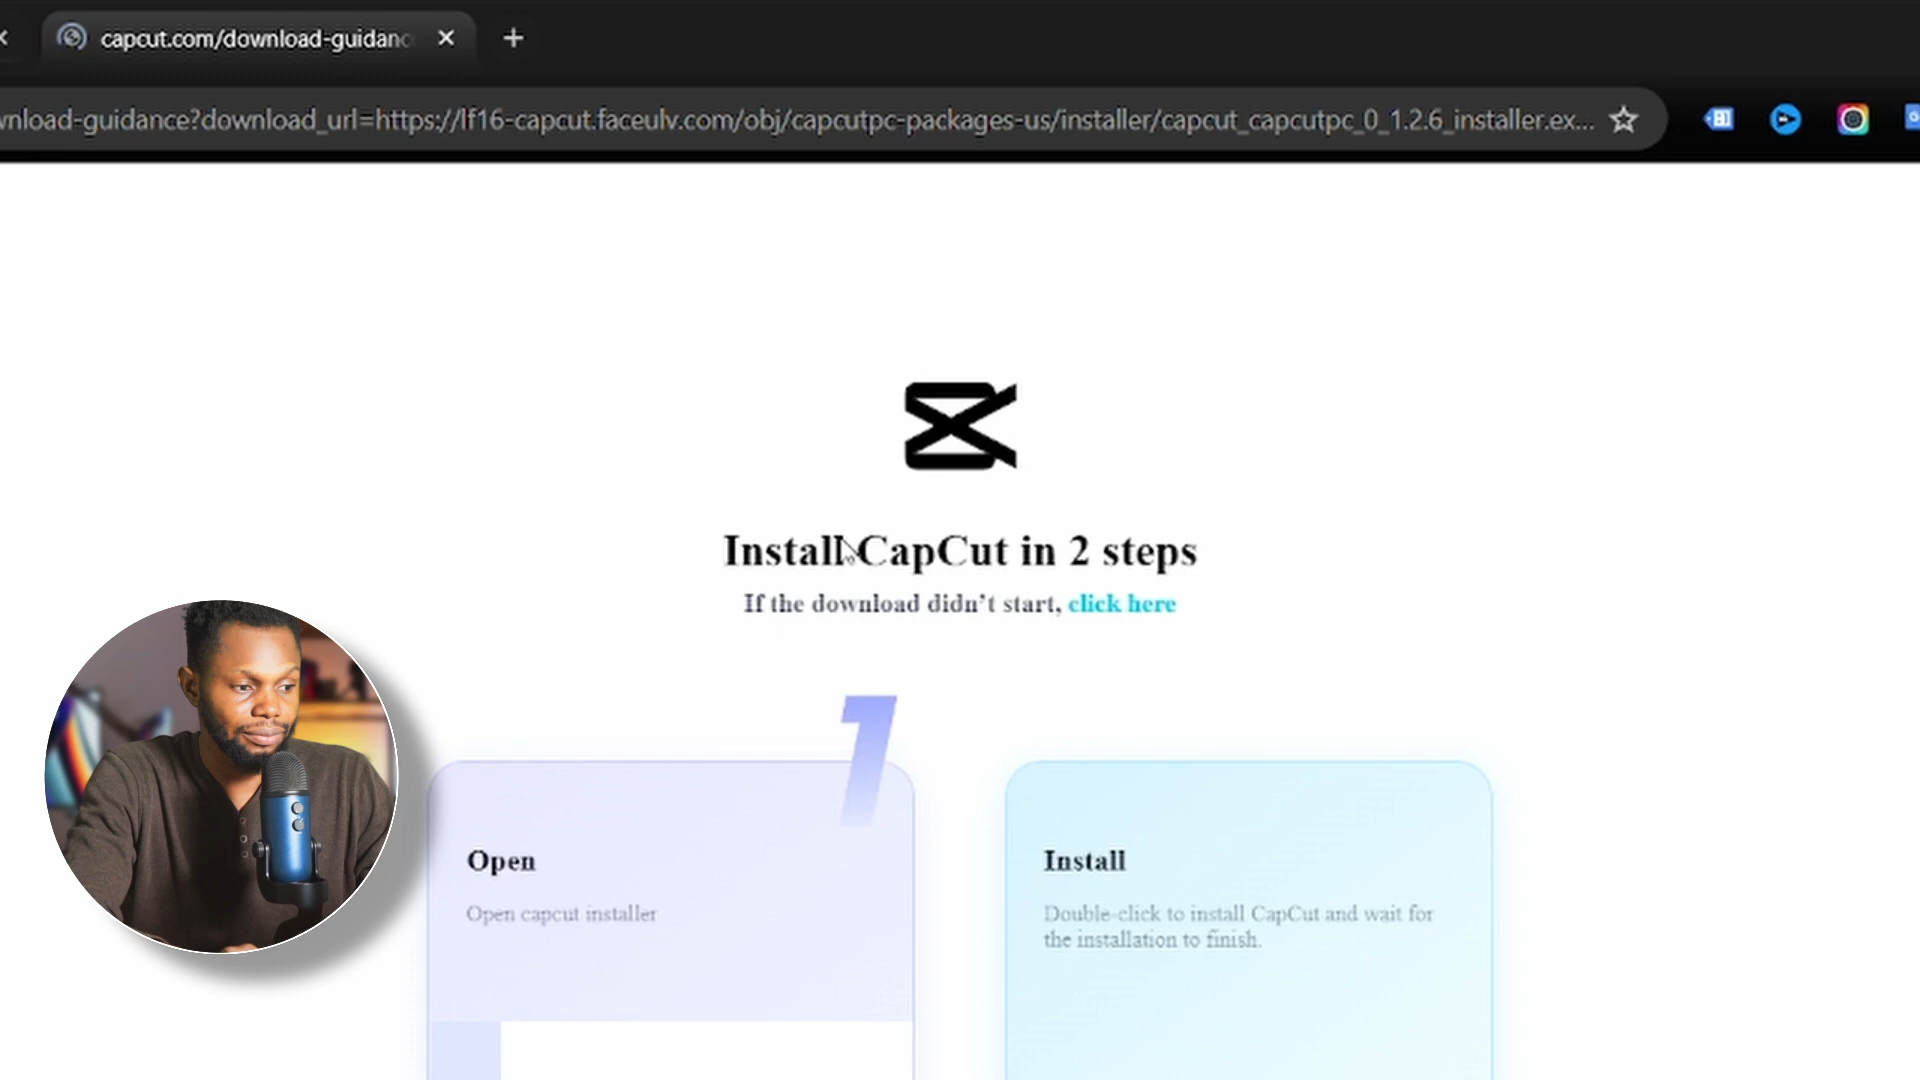 capcut.com/download-guidanc
wnload-guidance?download_url=https://lf16-capcut.faceulv.com/obj/capcutpc-packages-us/installer/capcut_capcutpc_0_1.2.6_installer.ex...
Install CapCut in 2 steps
If the download didn't start, click here
1
Open
Open capcut installer
Install
Double-click to install CapCut and wait for
the installation to finish.